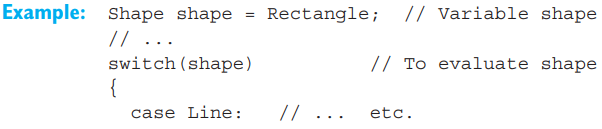 Example: Shape shape = Rectangle; // Variable shape
// ...
switch(shape) // To evaluate shape
{
case Line: // ... etc.